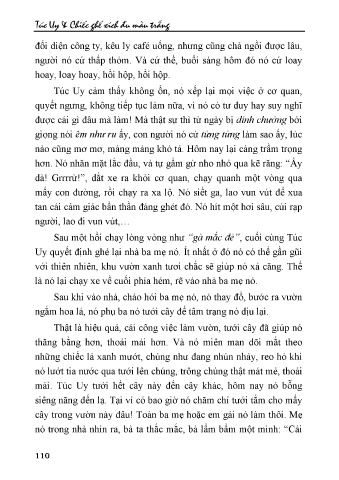 Túc Uy & Chiếc ghế xích đu màu trắng
đối diện công ty, kêu ly café uống, nhưng cũng chả ngồi được lâu,
người nó cứ thấp thỏm. Và cứ thế, buổi sáng hôm đó nó cứ loay
hoay, loay hoay, hồi hộp, hồi hộp.
Túc Uy cảm thấy không ổn, nó xếp lại mọi việc ở cơ quan,
quyết ngưng, không tiếp tục làm nữa, vì nó có tư duy hay suy nghĩ
được cái gì đâu mà làm! Mà thật sự thì từ ngày bị dính chưởng bởi
giọng nói êm như ru ấy, con người nó cứ tửng tửng làm sao ấy, lúc
nào cũng mơ mơ, màng màng khó tả. Hôm nay lại càng trầm trọng
hơn. Nó nhăn mặt lắc đầu, và tự gầm gừ nho nhỏ qua kẽ răng: “Ấy
dà! Grrrừ!”, dắt xe ra khỏi cơ quan, chạy quanh một vòng qua
mấy con đường, rồi chạy ra xa lộ. Nó siết ga, lao vun vút để xua
tan cái cảm giác bần thần đáng ghét đó. Nó hít một hơi sâu, cúi rạp
người, lao đi vun vút,…
Sau một hồi chạy lòng vòng như “gà mắc đẻ”, cuối cùng Túc
Uy quyết định ghé lại nhà ba mẹ nó. Ít nhất ở đó nó có thể gần gũi
với thiên nhiên, khu vườn xanh tươi chắc sẽ giúp nó xả căng. Thế
là nó lại chạy xe về cuối phía hẻm, rẽ vào nhà ba mẹ nó.
Sau khi vào nhà, chào hỏi ba mẹ nó, nó thay đồ, bước ra vườn
ngắm hoa lá, nó phụ ba nó tưới cây để tâm trạng nó dịu lại.
Thật là hiệu quả, cái công việc làm vườn, tưới cây đã giúp nó
thăng bằng hơn, thoải mái hơn. Và nó miên man dõi mắt theo
những chiếc lá xanh mướt, chúng như đang nhún nhảy, reo hò khi
nó lướt tia nước qua tưới lên chúng, trông chúng thật mát mẻ, thoải
mái. Túc Uy tưới hết cây này đến cây khác, hôm nay nó bỗng
siêng năng đến lạ. Tại vì có bao giờ nó chăm chỉ tưới tắm cho mấy
cây trong vườn này đâu! Toàn ba mẹ hoặc em gái nó làm thôi. Mẹ
nó trong nhà nhìn ra, bà ta thắc mắc, bà lẩm bẩm một mình: “Cái
110